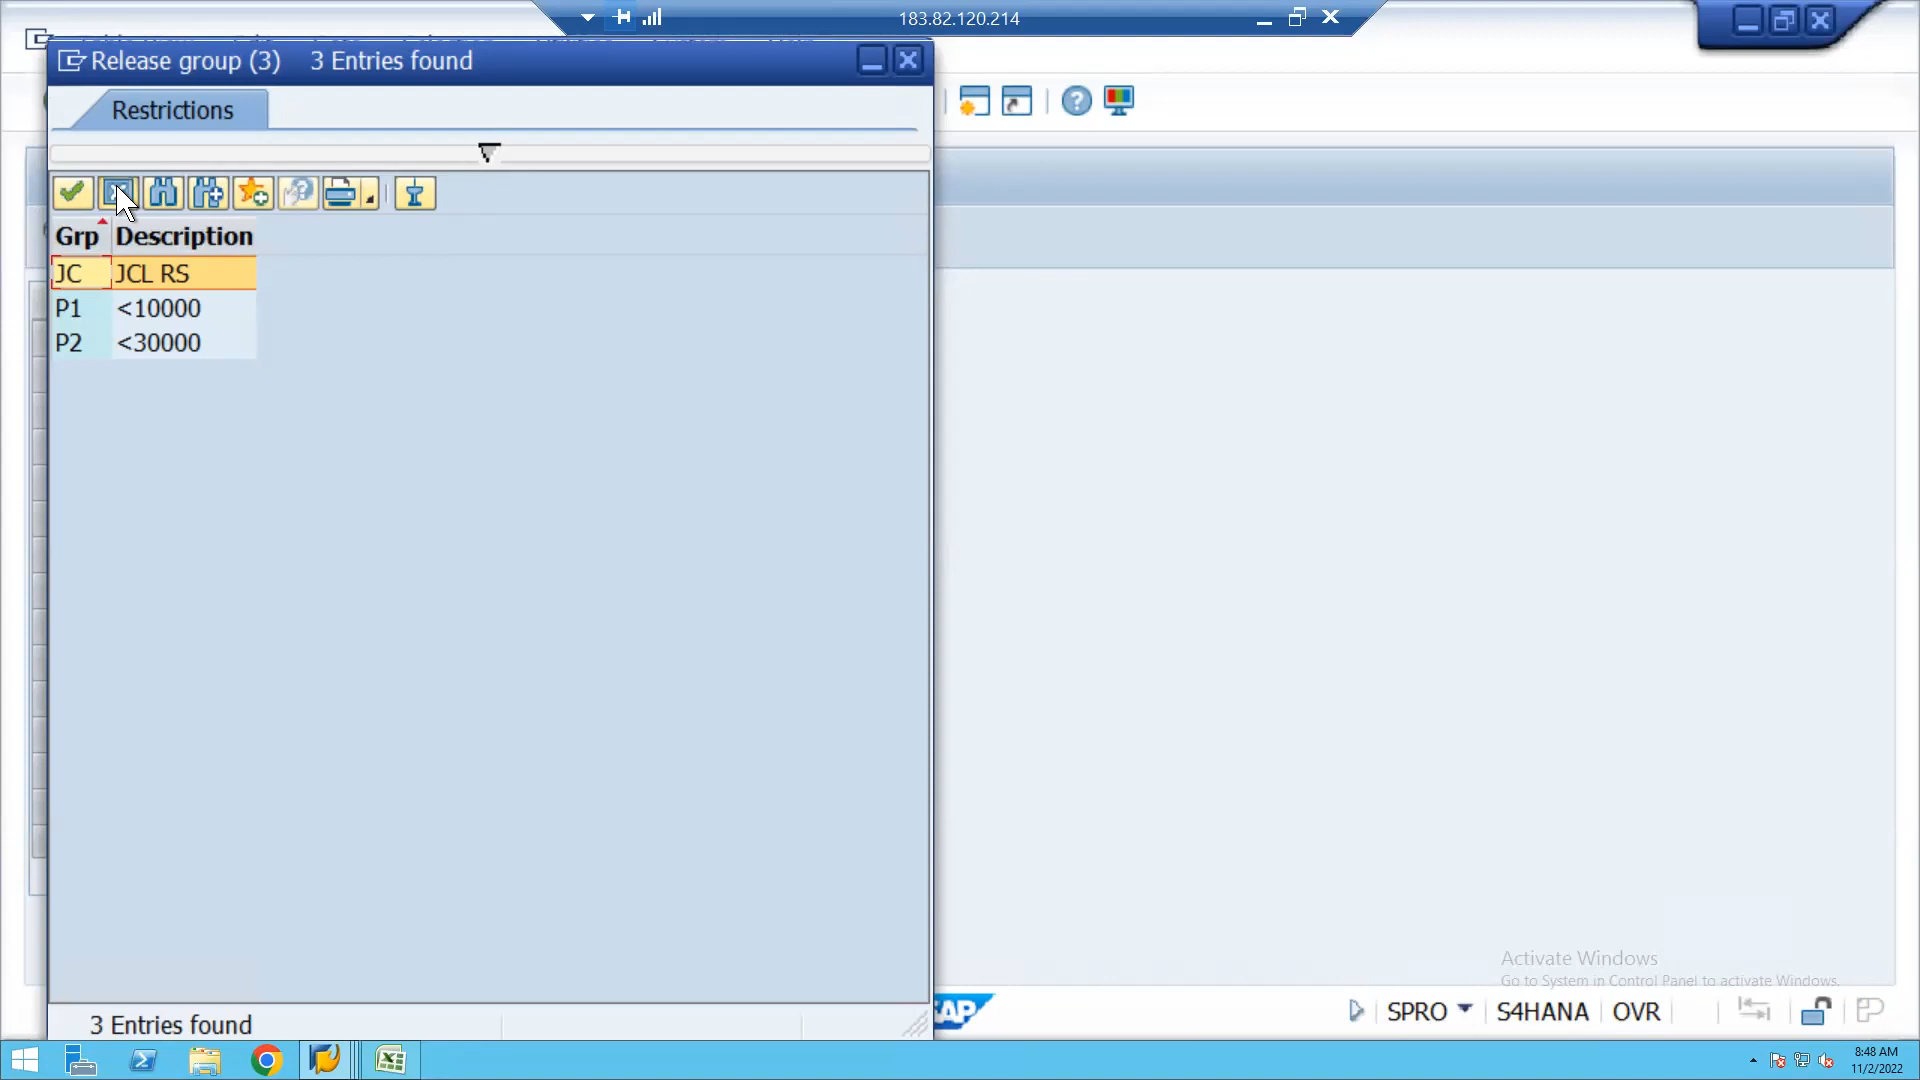 183.82.120.214
Release group (3) 3 Entries found
Restrictions
Grp Description
JC JCL RS
P1 <10000
P2 <30000
Activate Windows
Go to System in Control Panel to activate Windows.
3 Entries found
SAP
SPRO S4HANA OVR
8:48 AM
11/2/2022